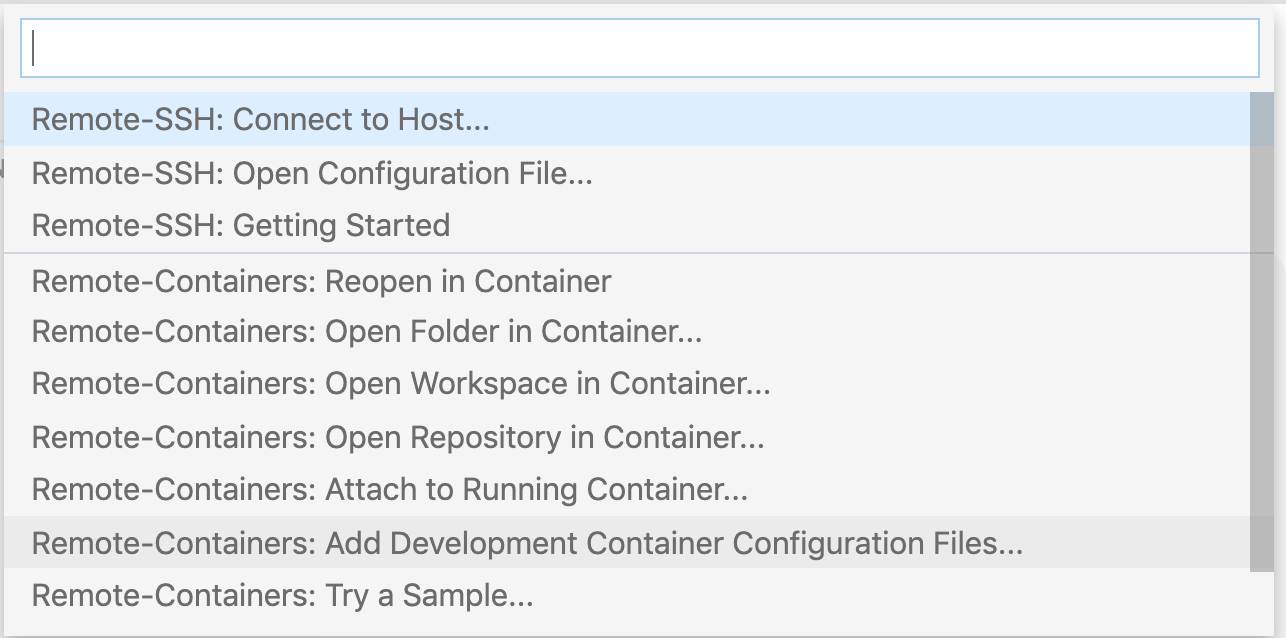 Remote-SSH: Connect to Host...
Remote-SSH: Open Configuration File...
Remote-SSH: Getting Started
Remote-Containers: Reopen in Container
Remote-Containers: Open Folder in Container...
Remote-Containers: Open Workspace in Container...
Remote-Containers: Open Repository in Container...
Remote-Containers: Attach to Running Container...
Remote-Containers: Add Development Container Configuration Files...
Remote-Containers: Try a Sample...